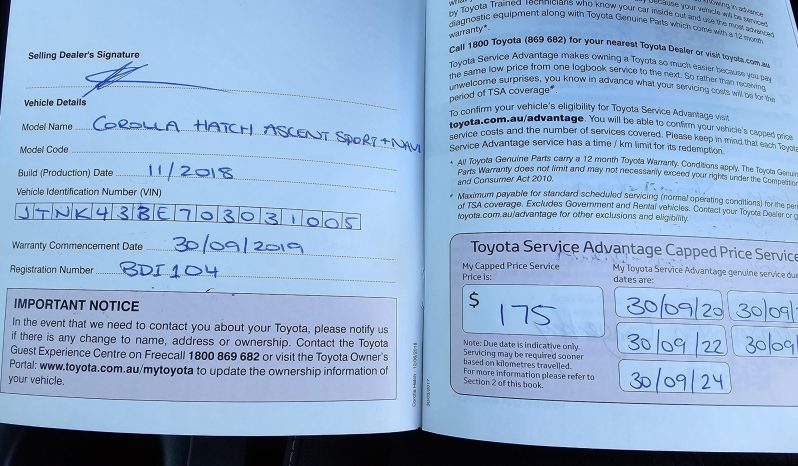 Selling Dealer's Signature
Vehicle Details
Model Name COROLLA HATCH ASCENT SPORT + NAVI
Model Code
Build (Production) Date 11/2018
Vehicle Identification Number (VIN)
JTNK43BE703031005
Warranty Commencement Date 30/09/2019
Registration Number BDI104
IMPORTANT NOTICE
In the event that we need to contact you about your Toyota, please notify us
if there is any change to name, address or ownership. Contact the Toyota
Guest Experience Centre on Freecall 1800 869 682 or visit the Toyota Owner's
Portal: www.toyota.com.au/mytoyota to update the ownership information of
your vehicle.
because your vehicle will be serviced
by Toyota Trained Technicians who know your car inside out and use the most advanced
diagnostic equipment along with Toyota Genuine Parts which come with a 12 month
warranty^.
Call 1800 Toyota (869 682) for your nearest Toyota Dealer or visit toyota.com.au
Toyota Service Advantage makes owning a Toyota so much easier because you pay
the same low price from one logbook service to the next. So rather than receiving
unwelcome surprises, you know in advance what your servicing costs will be for the
period of TSA coverage#.
To confirm your vehicle's eligibility for Toyota Service Advantage visit
toyota.com.au/advantage. You will be able to confirm your vehicle's capped price
service costs and the number of services covered. Please keep in mind, each Toyota
Service Advantage service has a time / km limit for its redemption.
^ All Toyota Genuine Parts carry a 12 month Toyota Warranty. Conditions apply. The Toyota Genuin
Parts Warranty does not limit and may not necessarily exceed your rights under the Competition
and Consumer Act 2010.
# Maximum payable for standard scheduled servicing (normal operating conditions) for the per
of TSA coverage. Excludes Government and Rental vehicles. Contact your Toyota Dealer or g
toyota.com.au/advantage for other exclusions and eligibility.
Toyota Service Advantage Capped Price Service
My Capped Price Service
Price is:
$ 175
Note: Due date is indicative only.
Servicing may be required sooner
based on kilometres travelled.
For more information please refer to
Section 2 of this book.
My Toyota Service Advantage genuine service due
dates are:
30/09/20 30/09/
30/09/22 30/09
30/09/24